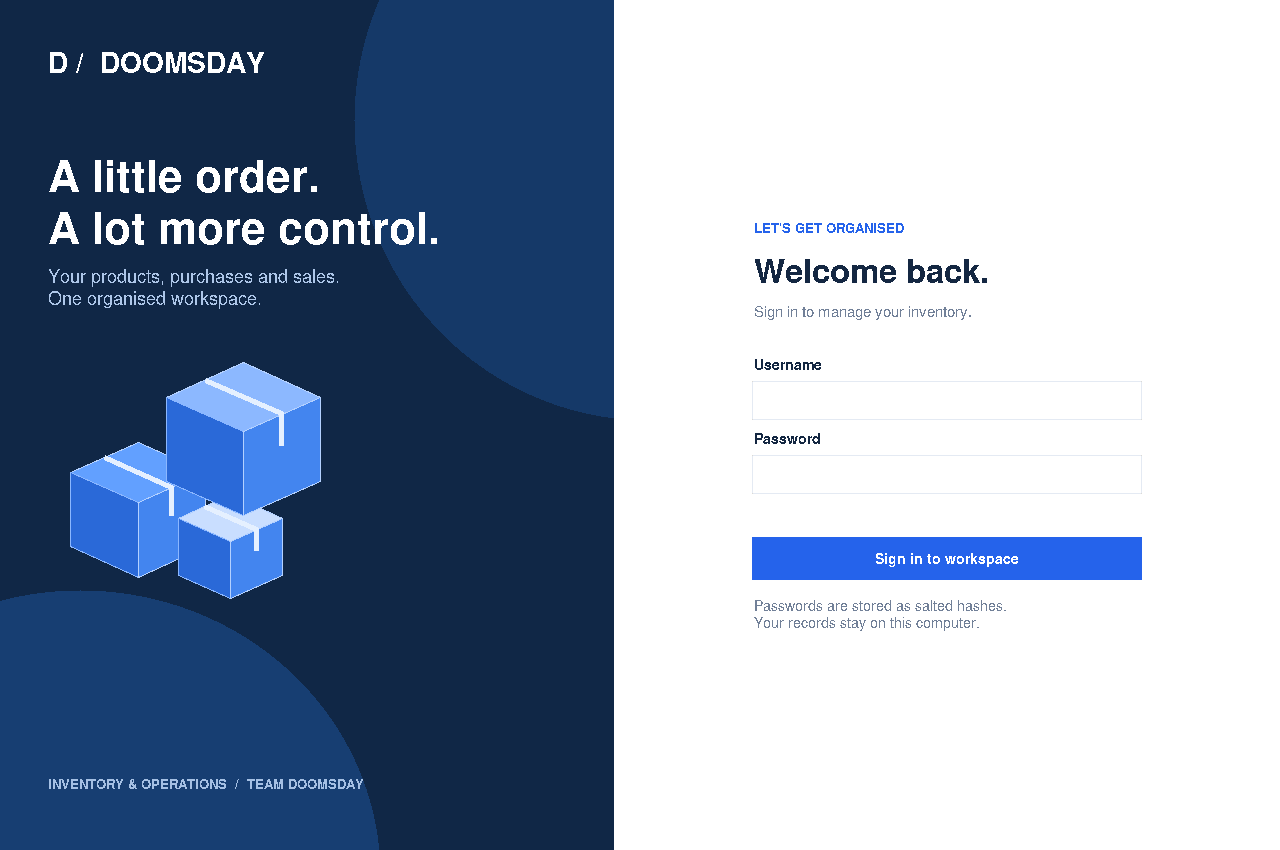 D / DOOMSDAY
A little order.
A lot more control.
Your products, purchases and sales.
One organised workspace.
INVENTORY & OPERATIONS / TEAM DOOMSDAY
LET'S GET ORGANISED
Welcome back.
Sign in to manage your inventory.
Username
Password
Sign in to workspace
Passwords are stored as salted hashes.
Your records stay on this computer.